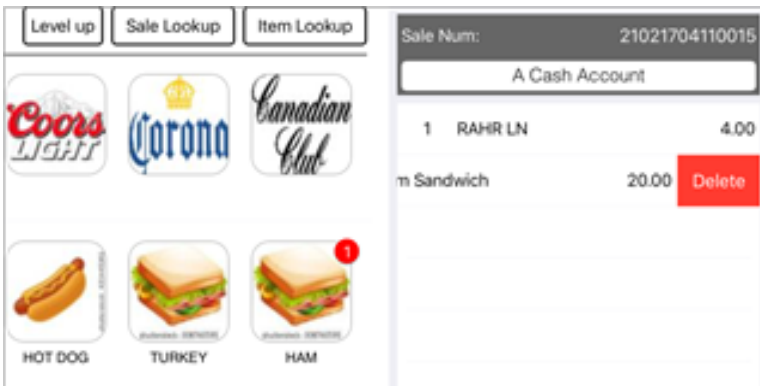 Level up
Sale Lookup
Item Lookup
Coors
LIGHT
Corona
Canadian
Club
1
HOT DOG
TURKEY
HAM
Sale Num:
21021704110015
A Cash Account
1 RAHR LN 4.00
m Sandwich 20.00 Delete